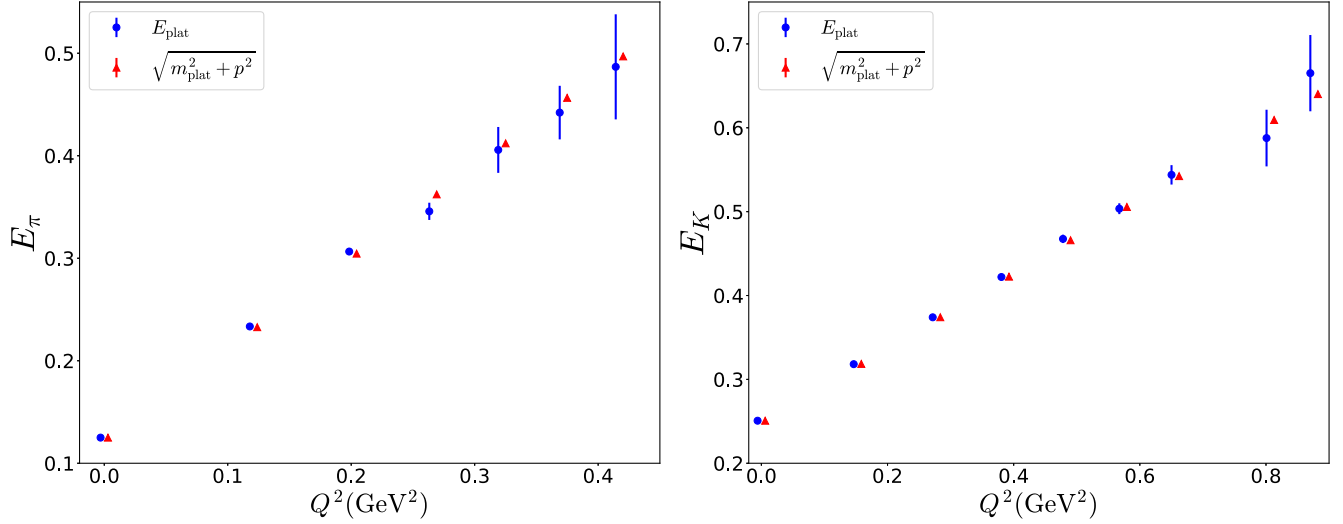 E_plat
√(m²_plat + p²)
0.5
0.4
0.3
0.2
0.1
E_π
0.0 0.1 0.2 0.3 0.4
Q² (GeV²)
E_plat
√(m²_plat + p²)
0.7
0.6
0.5
0.4
0.3
0.2
E_K
0.0 0.2 0.4 0.6 0.8
Q² (GeV²)